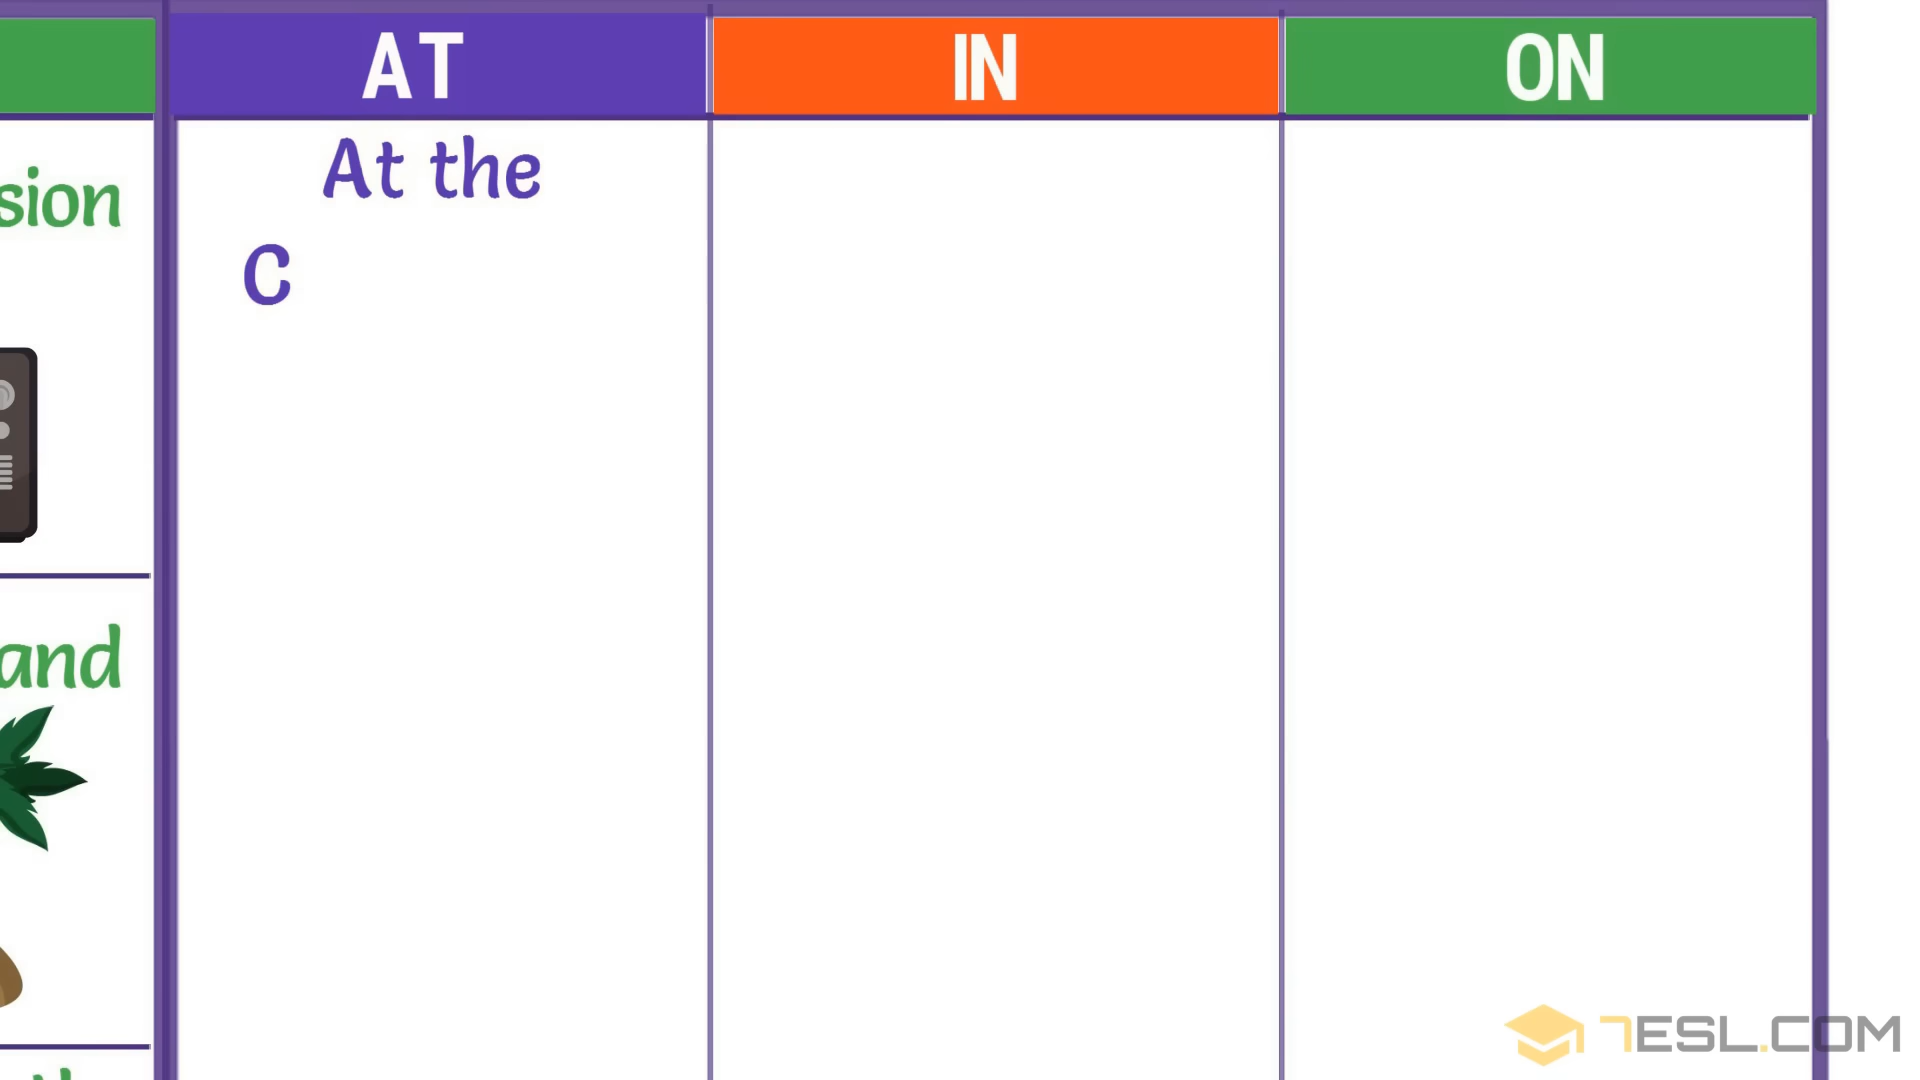 AT
IN
ON
At the
C
sion
and
7ESL.COM